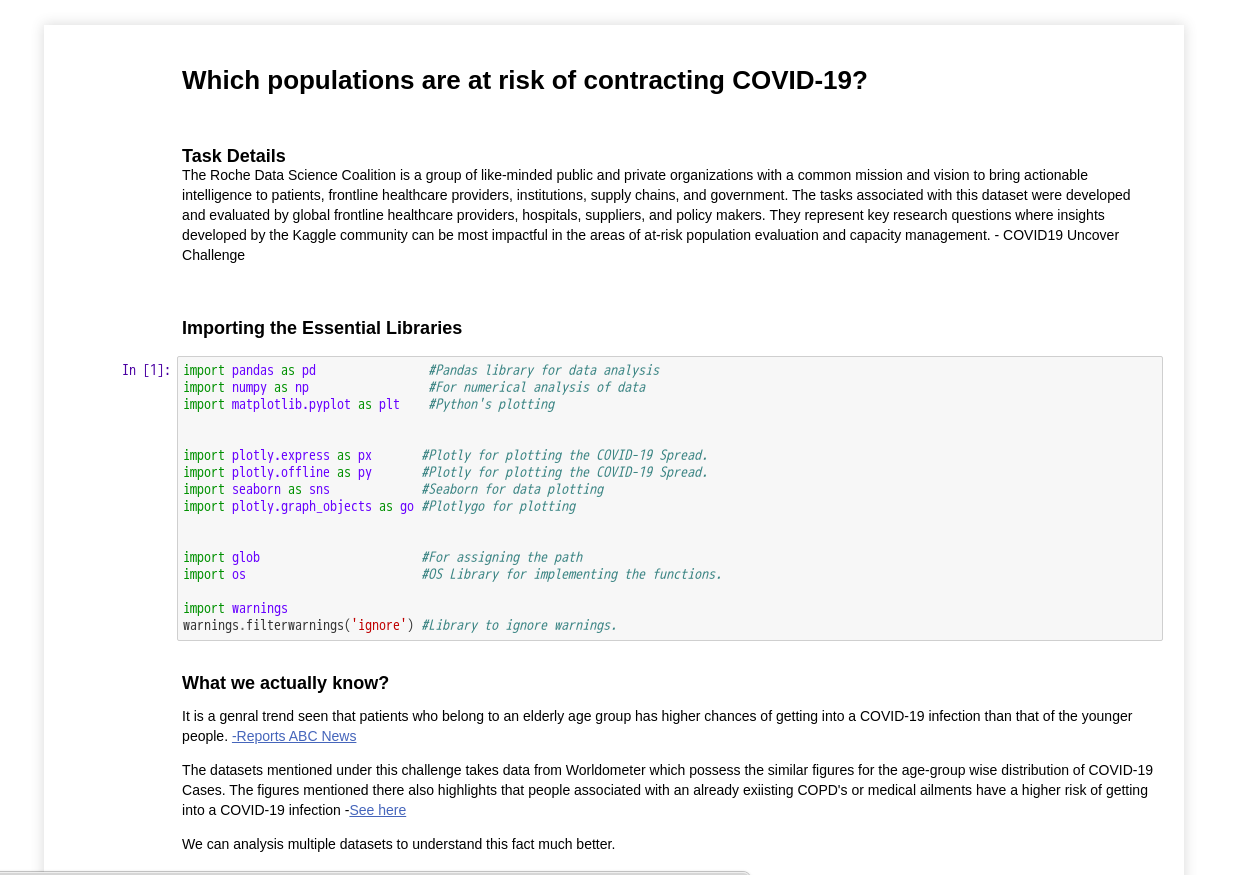 Which populations are at risk of contracting COVID-19?
Task Details
The Roche Data Science Coalition is a group of like-minded public and private organizations with a common mission and vision to bring actionable
intelligence to patients, frontline healthcare providers, institutions, supply chains, and government. The tasks associated with this dataset were developed
and evaluated by global frontline healthcare providers, hospitals, suppliers, and policy makers. They represent key research questions where insights
developed by the Kaggle community can be most impactful in the areas of at-risk population evaluation and capacity management. - COVID19 Uncover
Challenge
Importing the Essential Libraries
In [1]: import pandas as pd #Pandas library for data analysis
import numpy as np #For numerical analysis of data
import matplotlib.pyplot as plt #Python's plotting
import plotly.express as px #Plotly for plotting the COVID-19 Spread.
import plotly.offline as py #Plotly for plotting the COVID-19 Spread.
import seaborn as sns #Seaborn for data plotting
import plotly.graph_objects as go #Plotlygo for plotting
import glob #For assigning the path
import os #OS Library for implementing the functions.
import warnings
warnings.filterwarnings('ignore') #Library to ignore warnings.
What we actually know?
It is a genral trend seen that patients who belong to an elderly age group has higher chances of getting into a COVID-19 infection than that of the younger
people. -Reports ABC News
The datasets mentioned under this challenge takes data from Worldometer which possess the similar figures for the age-group wise distribution of COVID-19
Cases. The figures mentioned there also highlights that people associated with an already exiisting COPD's or medical ailments have a higher risk of getting
into a COVID-19 infection -See here
We can analysis multiple datasets to understand this fact much better.